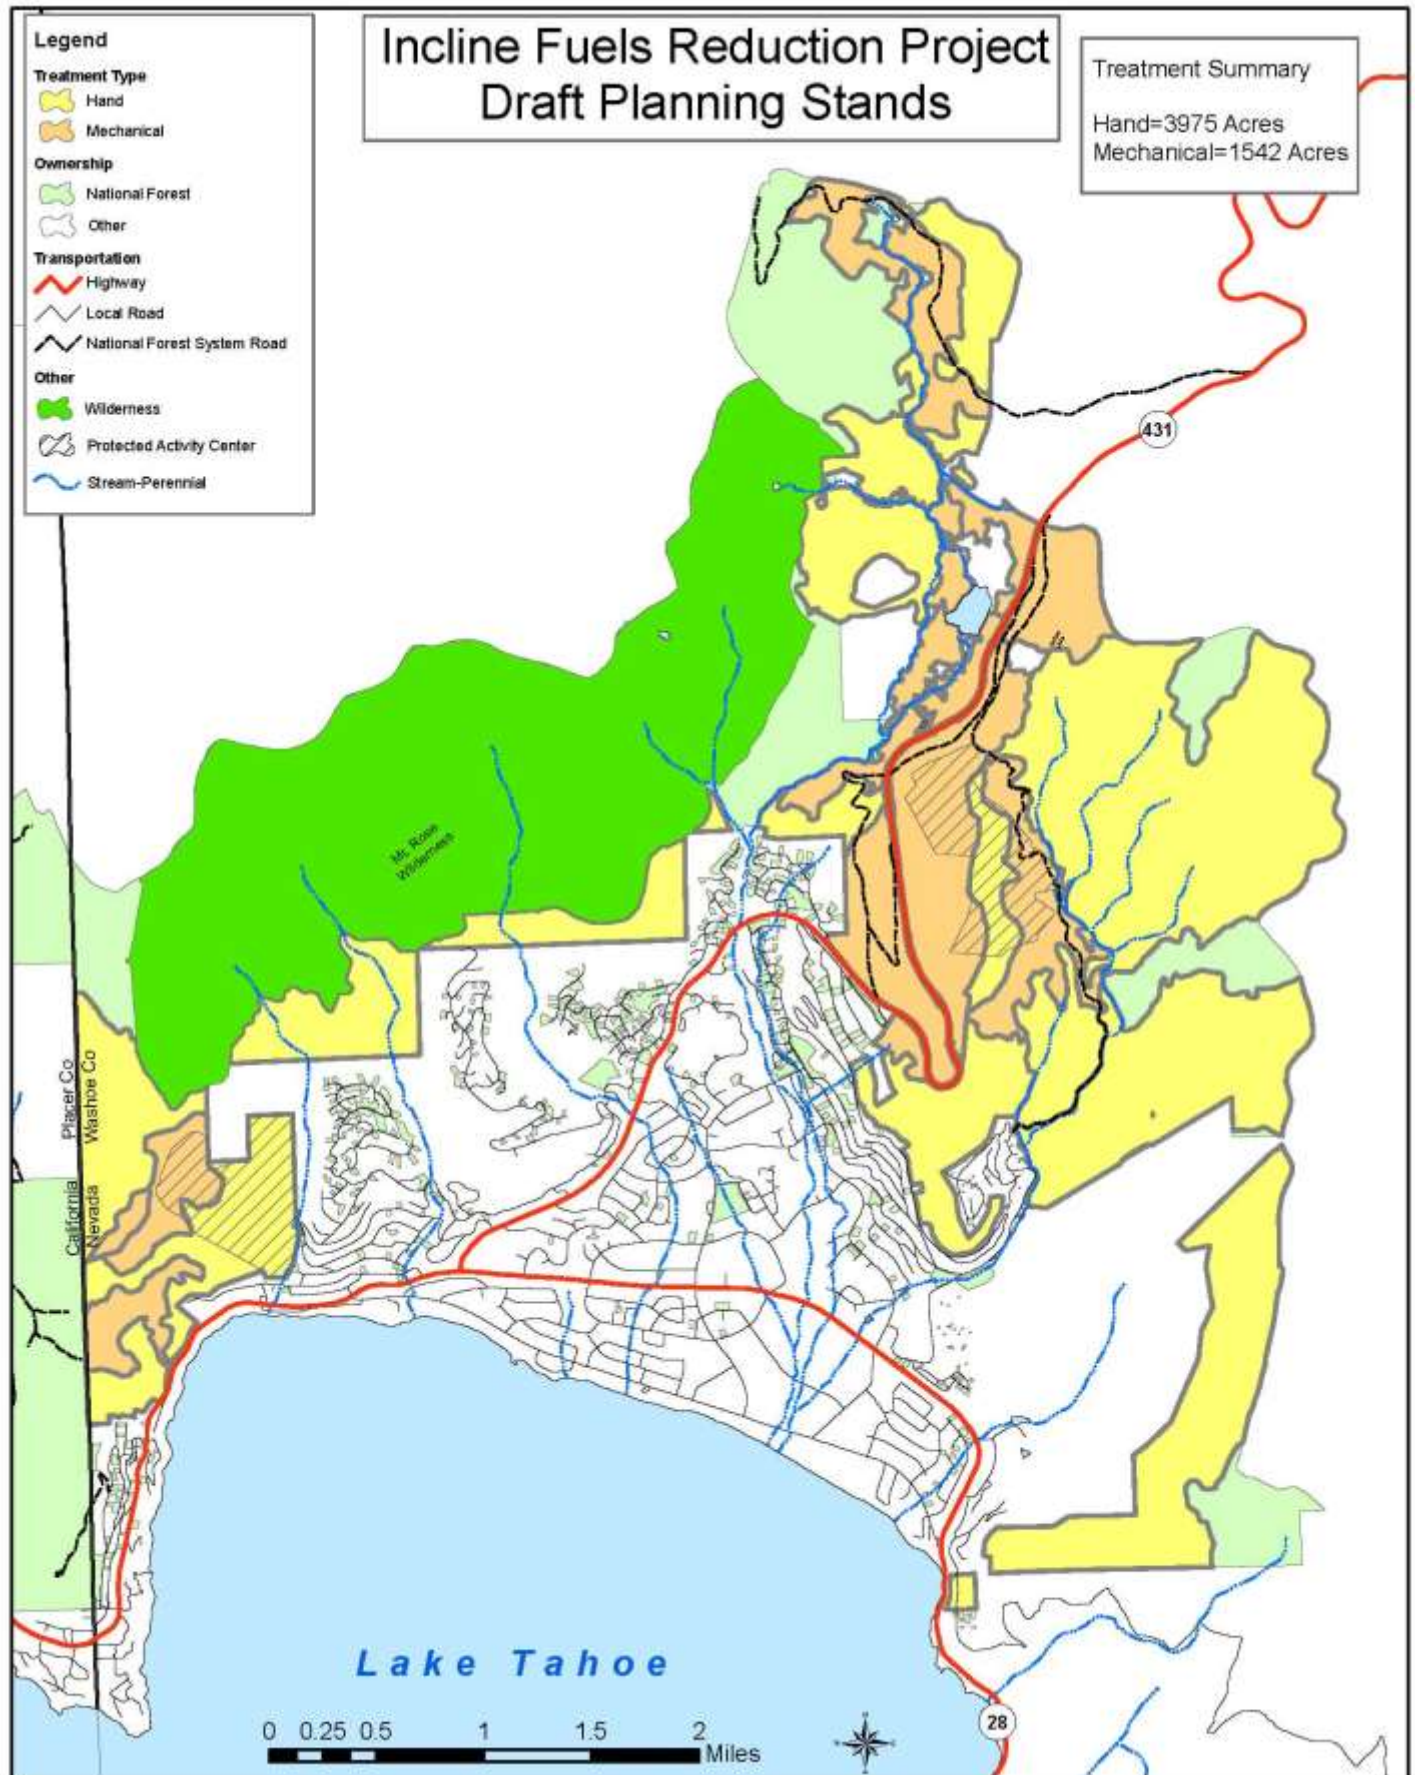 Incline Fuels Reduction Project
Draft Planning Stands
Legend
Treatment Type
Hand
Mechanical
Ownership
National Forest
Other
Transportation
Highway
Local Road
National Forest System Road
Other
Wilderness
Protected Activity Center
Stream-Perennial
Treatment Summary
Hand=3975 Acres
Mechanical=1542 Acres
431
Mt. Rose
Wilderness
Placer Co
Washoe Co
California
Nevada
Lake Tahoe
0 0.25 0.5 1 1.5 2
Miles
28